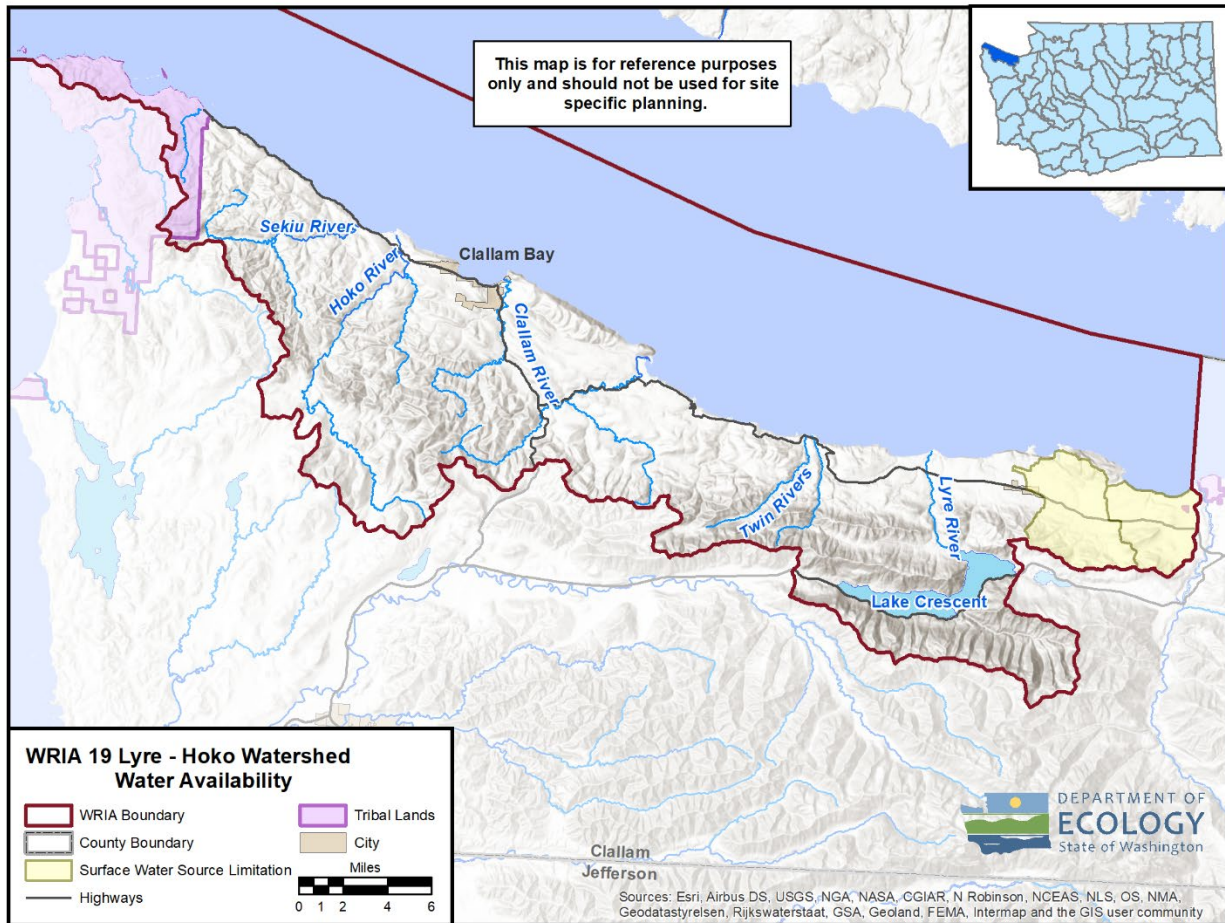 This map is for reference purposes
only and should not be used for site
specific planning.
Sekiu River
Hoko River
Clallam Bay
Clallam River
Twin Rivers
Lyre River
Lake Crescent
WRIA 19 Lyre - Hoko Watershed
Water Availability
WRIA Boundary
County Boundary
Surface Water Source Limitation
Highways
Tribal Lands
City
Miles
0 1 2 4 6
Clallam
Jefferson
DEPARTMENT OF
ECOLOGY
State of Washington
Sources: Esri, Airbus DS, USGS, NGA, NASA, CGIAR, N Robinson, NCEAS, NLS, OS, NMA,
Geodatastyrelsen, Rijkswaterstaat, GSA, Geoland, FEMA, Intermap and the GIS user community